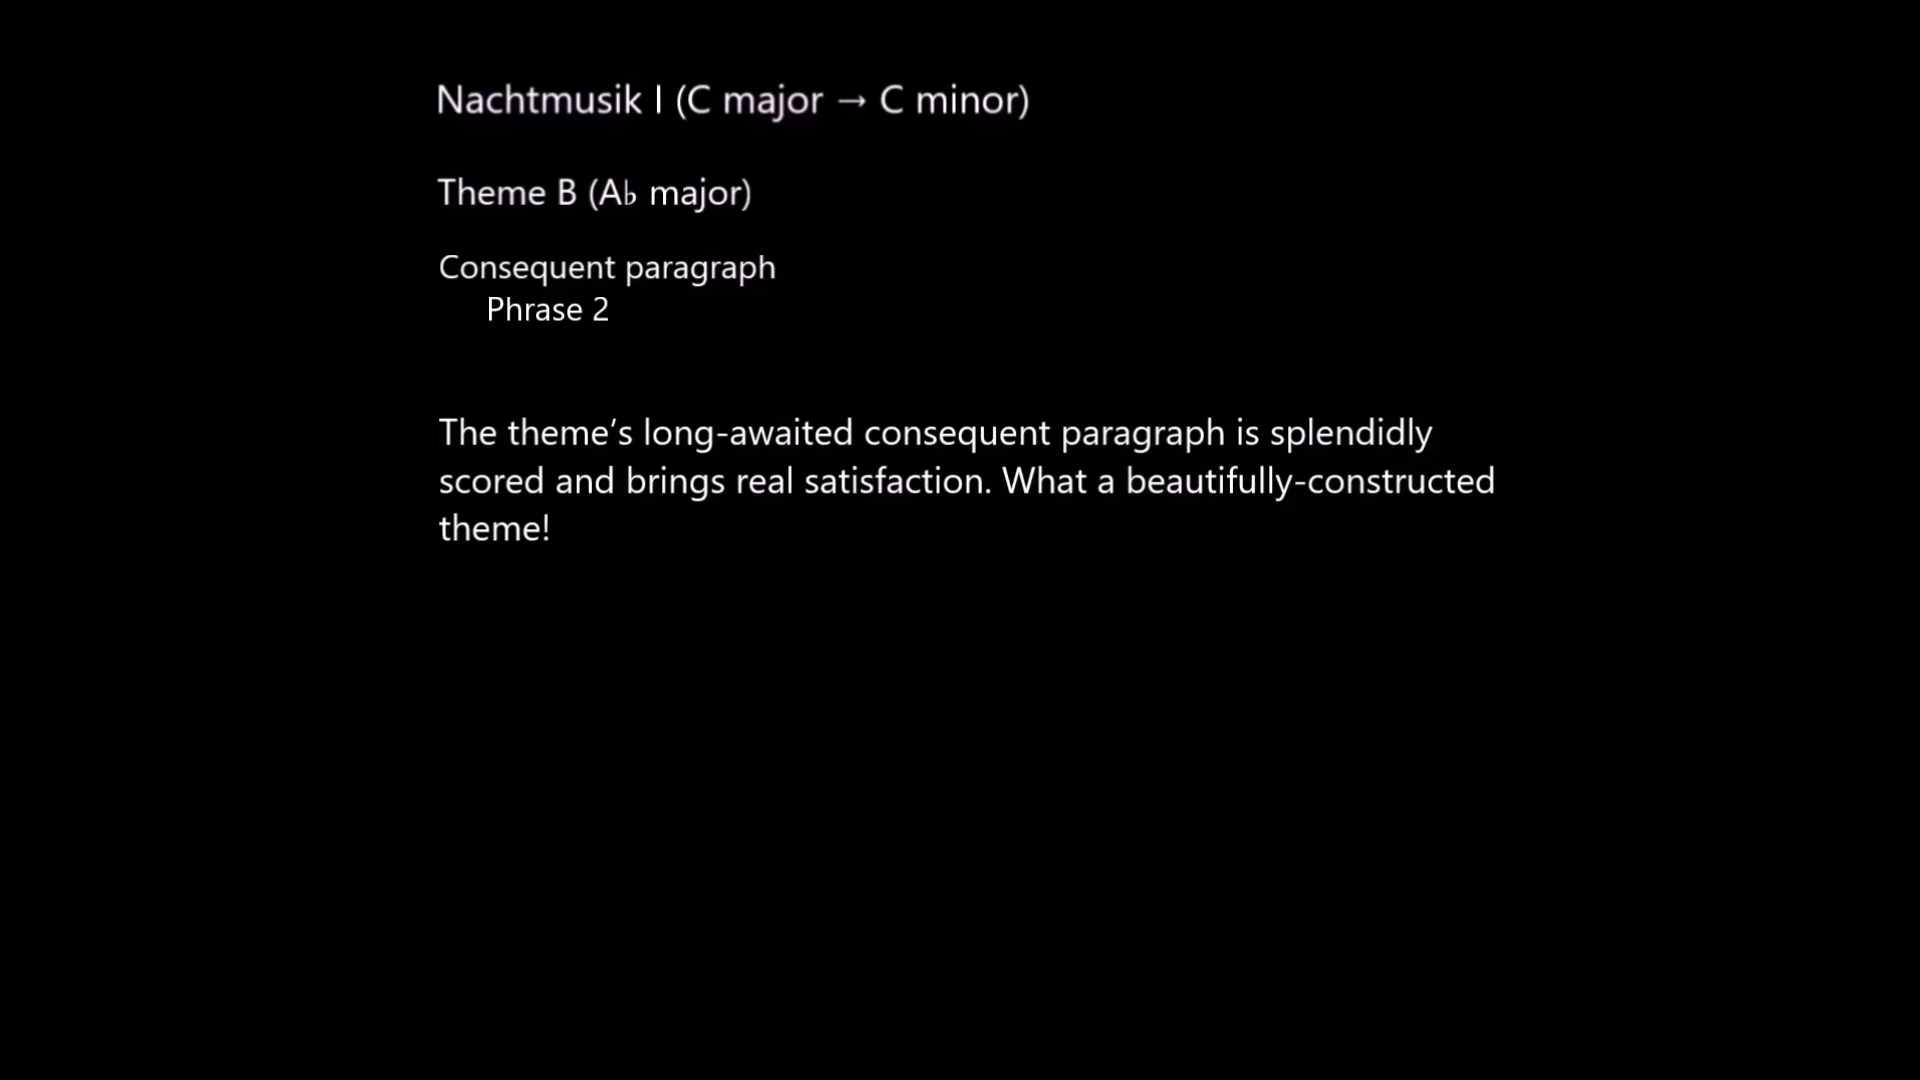 Nachtmusik I (C major → C minor)
Theme B (A♭ major)
Consequent paragraph
Phrase 2
The theme’s long-awaited consequent paragraph is splendidly
scored and brings real satisfaction. What a beautifully-constructed
theme!